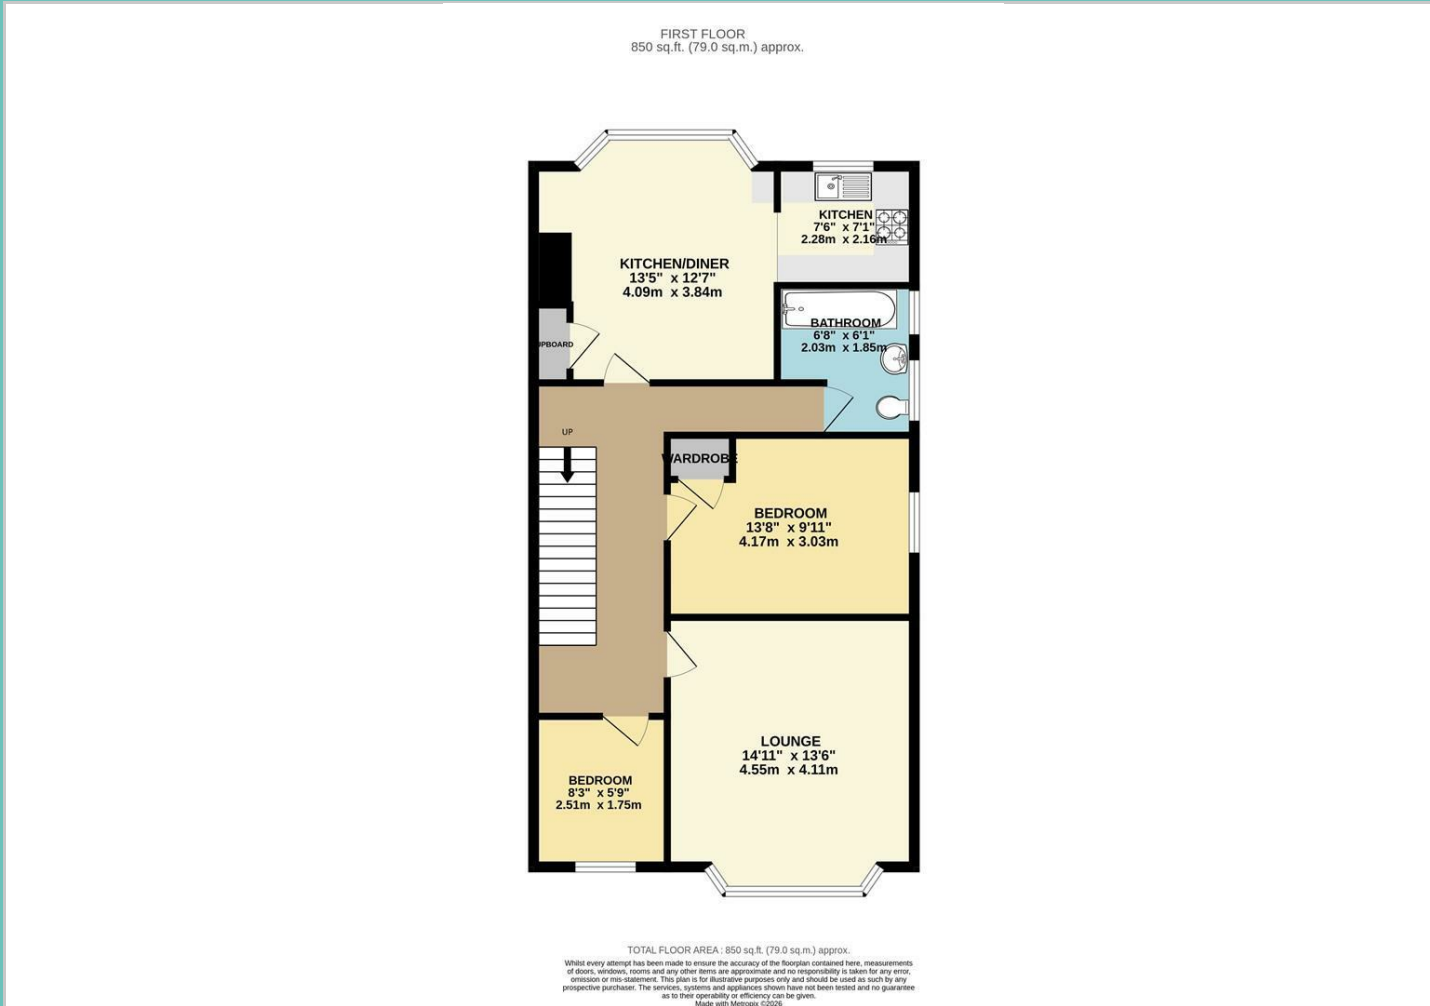 FIRST FLOOR
850 sq.ft. (79.0 sq.m.) approx.
KITCHEN
7'6" x 7'1"
2.28m x 2.16m
KITCHEN/DINER
13'5" x 12'7"
4.09m x 3.84m
BATHROOM
6'8" x 6'1"
2.03m x 1.85m
UPBOARD
UP
WARDROBE
BEDROOM
13'8" x 9'11"
4.17m x 3.03m
LOUNGE
14'11" x 13'6"
4.55m x 4.11m
BEDROOM
8'3" x 5'9"
2.51m x 1.75m
TOTAL FLOOR AREA : 850 sq.ft. (79.0 sq.m.) approx.
Whilst every attempt has been made to ensure the accuracy of the floorplan contained here, measurements
of doors, windows, rooms and any other items are approximate and no responsibility is taken for any error,
omission or mis-statement. This plan is for illustrative purposes only and should be used as such by any
prospective purchaser. The services, systems and appliances shown have not been tested and no guarantee
as to their operability or efficiency can be given.
Made with Metropix ©2026